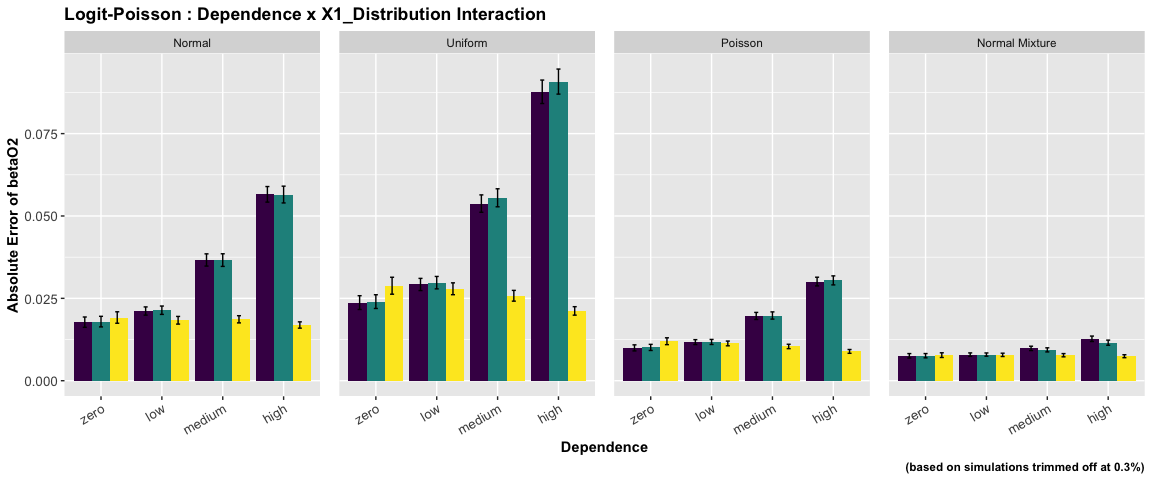 Logit-Poisson : Dependence x X1_Distribution Interaction
Normal
Uniform
Poisson
Normal Mixture
Absolute Error of betaO2
0.075
0.050
0.025
0.000
zero
low
medium
high
zero
low
medium
high
zero
low
medium
high
zero
low
medium
high
Dependence
(based on simulations trimmed off at 0.3%)